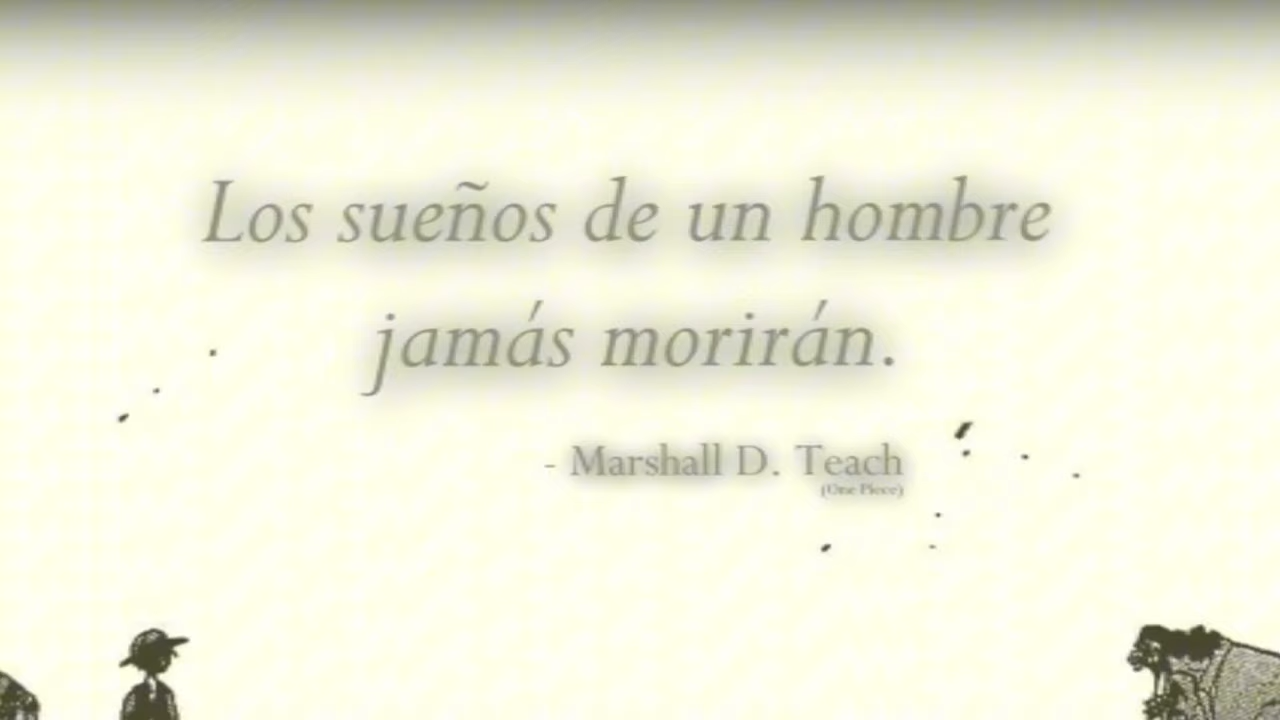 Los sueños de un hombre
jamás morirán.
- Marshall D. Teach
(One Piece)